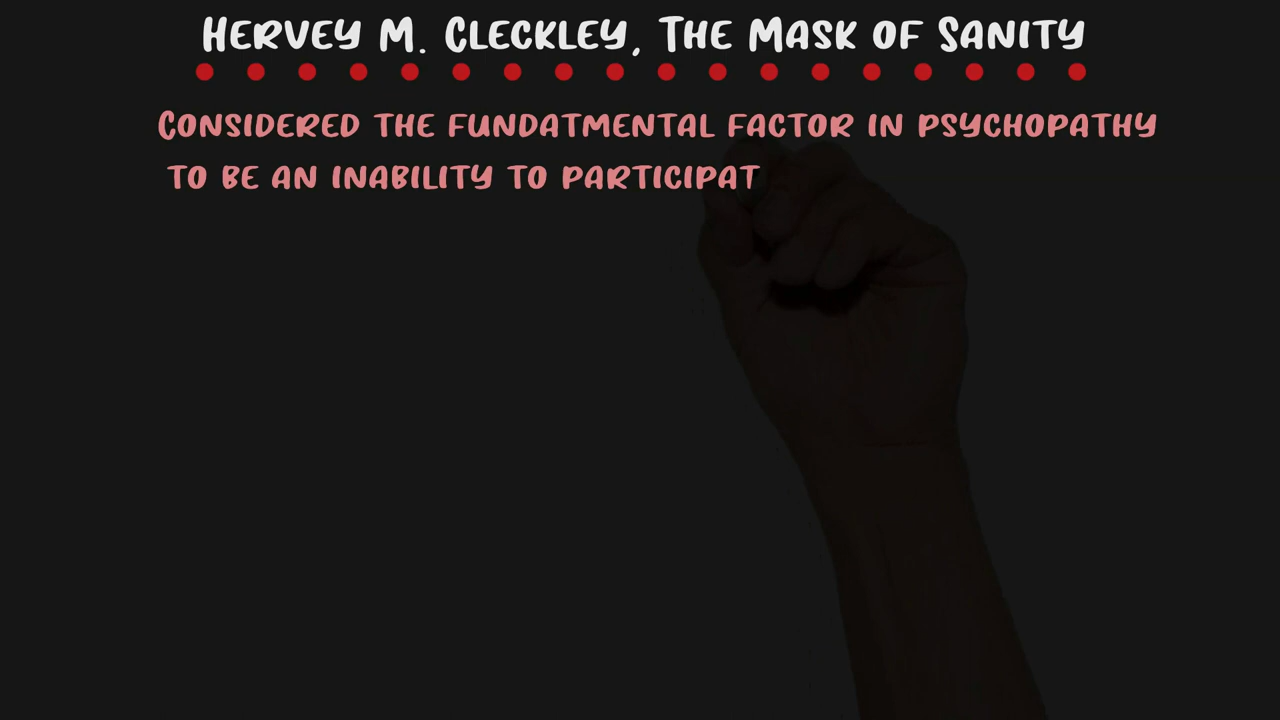 Hervey M. Cleckley, The Mask of Sanity
Considered the fundatmental factor in psychopathy
to be an inability to participat